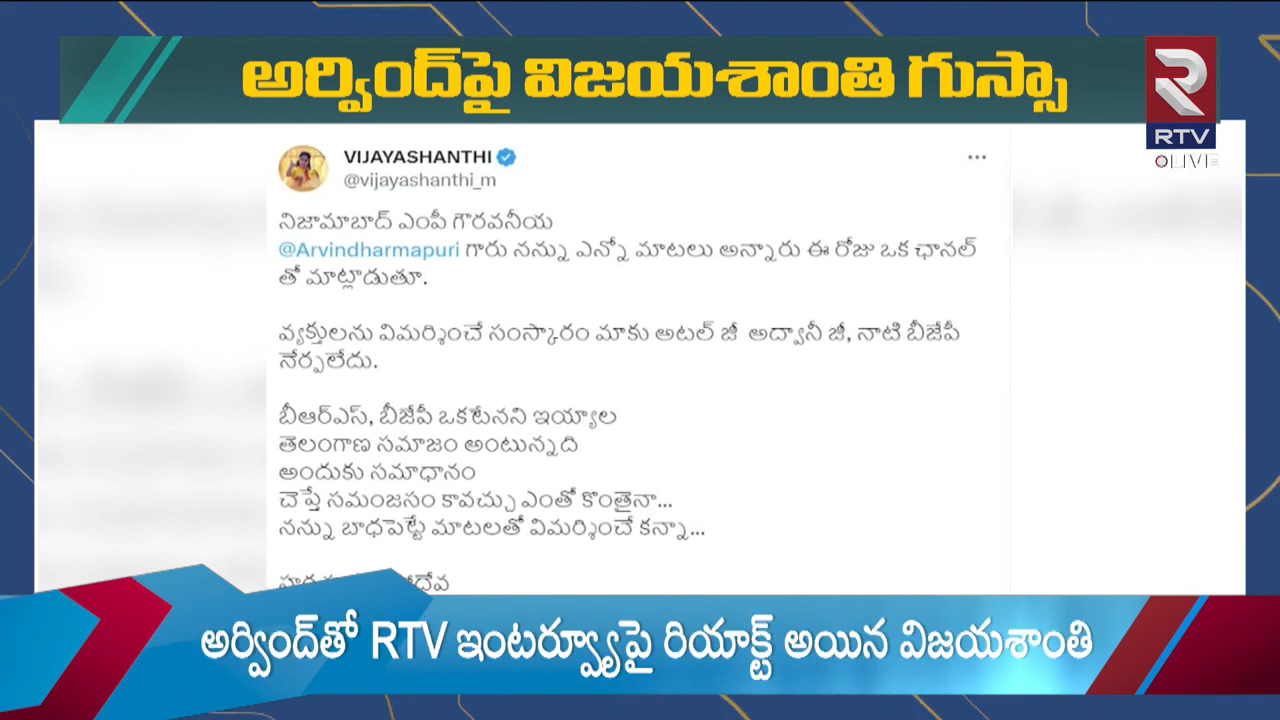 అర్వింద్‌పై విజయశాంతి గుస్సా
RTV
LIVE
VIJAYASHANTHI
@vijayashanthi_m
నిజామాబాద్ ఎంపీ గౌరవనీయ
@Arvindharmapuri గారు నన్ను ఎన్నో మాటలు అన్నారు ఈ రోజు ఒక ఛానల్
తో మాట్లాడుతూ.
వ్యక్తులను విమర్శించే సంస్కారం మాకు అటల్ జీ అద్వానీ జీ, నాటి బీజేపీ
నేర్పలేదు.
బీఆర్ఎస్, బీజేపీ ఒకటేనని ఇయ్యాల
తెలంగాణ సమాజం అంటున్నది
అందుకు సమాధానం
చెప్తే సమంజసం కావచ్చు ఎంతో కొంతైనా...
నన్ను బాధపెట్టే మాటలతో విమర్శించే కన్నా...
అర్వింద్‌తో RTV ఇంటర్వ్యూపై రియాక్ట్ అయిన విజయశాంతి